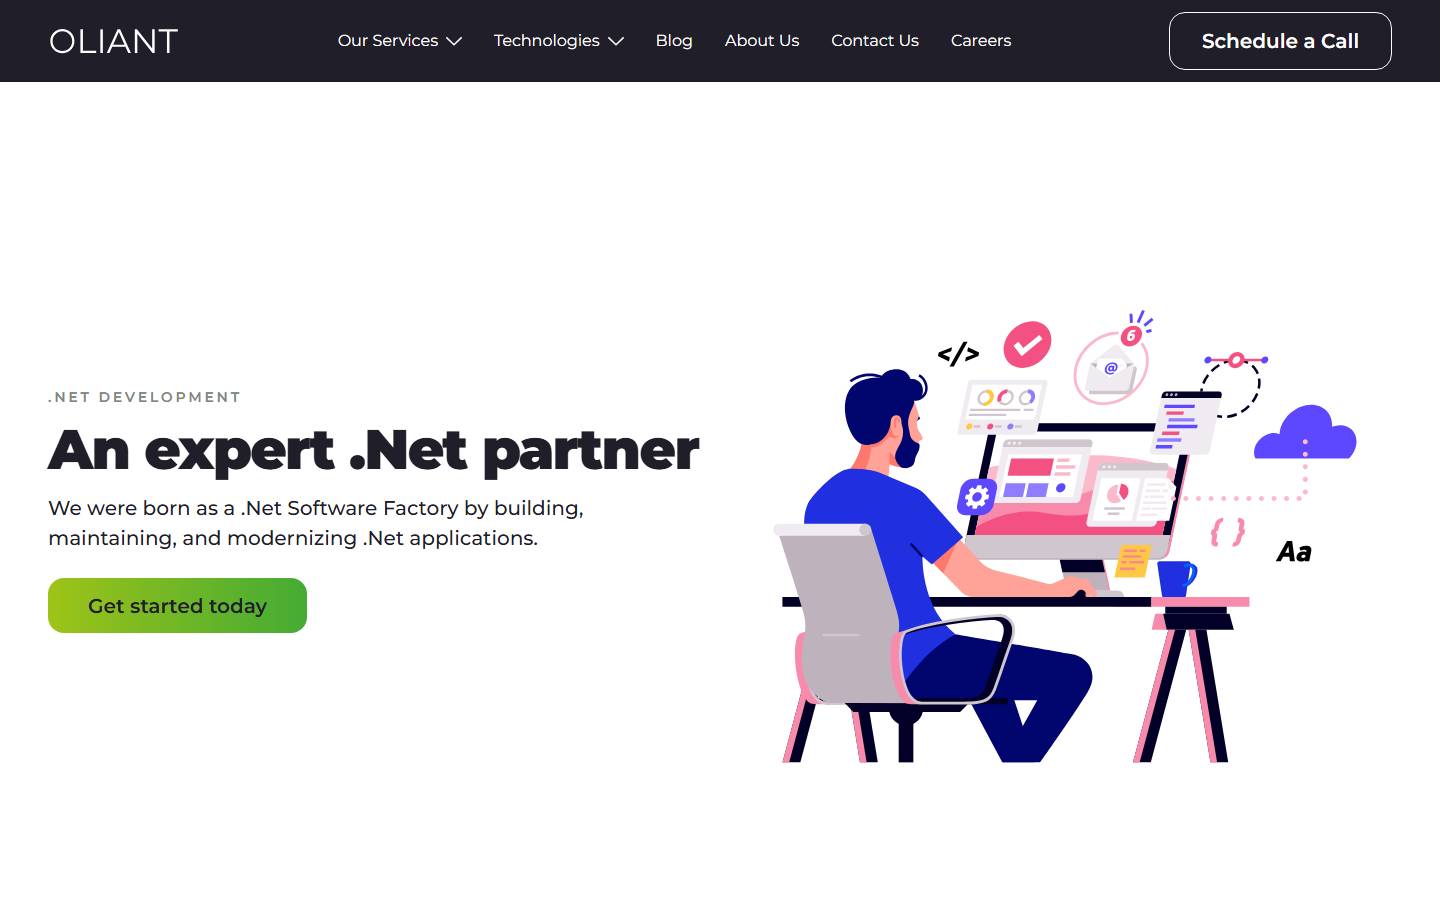 OLIANT
Our Services
Technologies
Blog
About Us
Contact Us
Careers
Schedule a Call
.NET DEVELOPMENT
An expert .Net partner
We were born as a .Net Software Factory by building,
maintaining, and modernizing .Net applications.
Get started today
</>
6
@
{ }
Aa